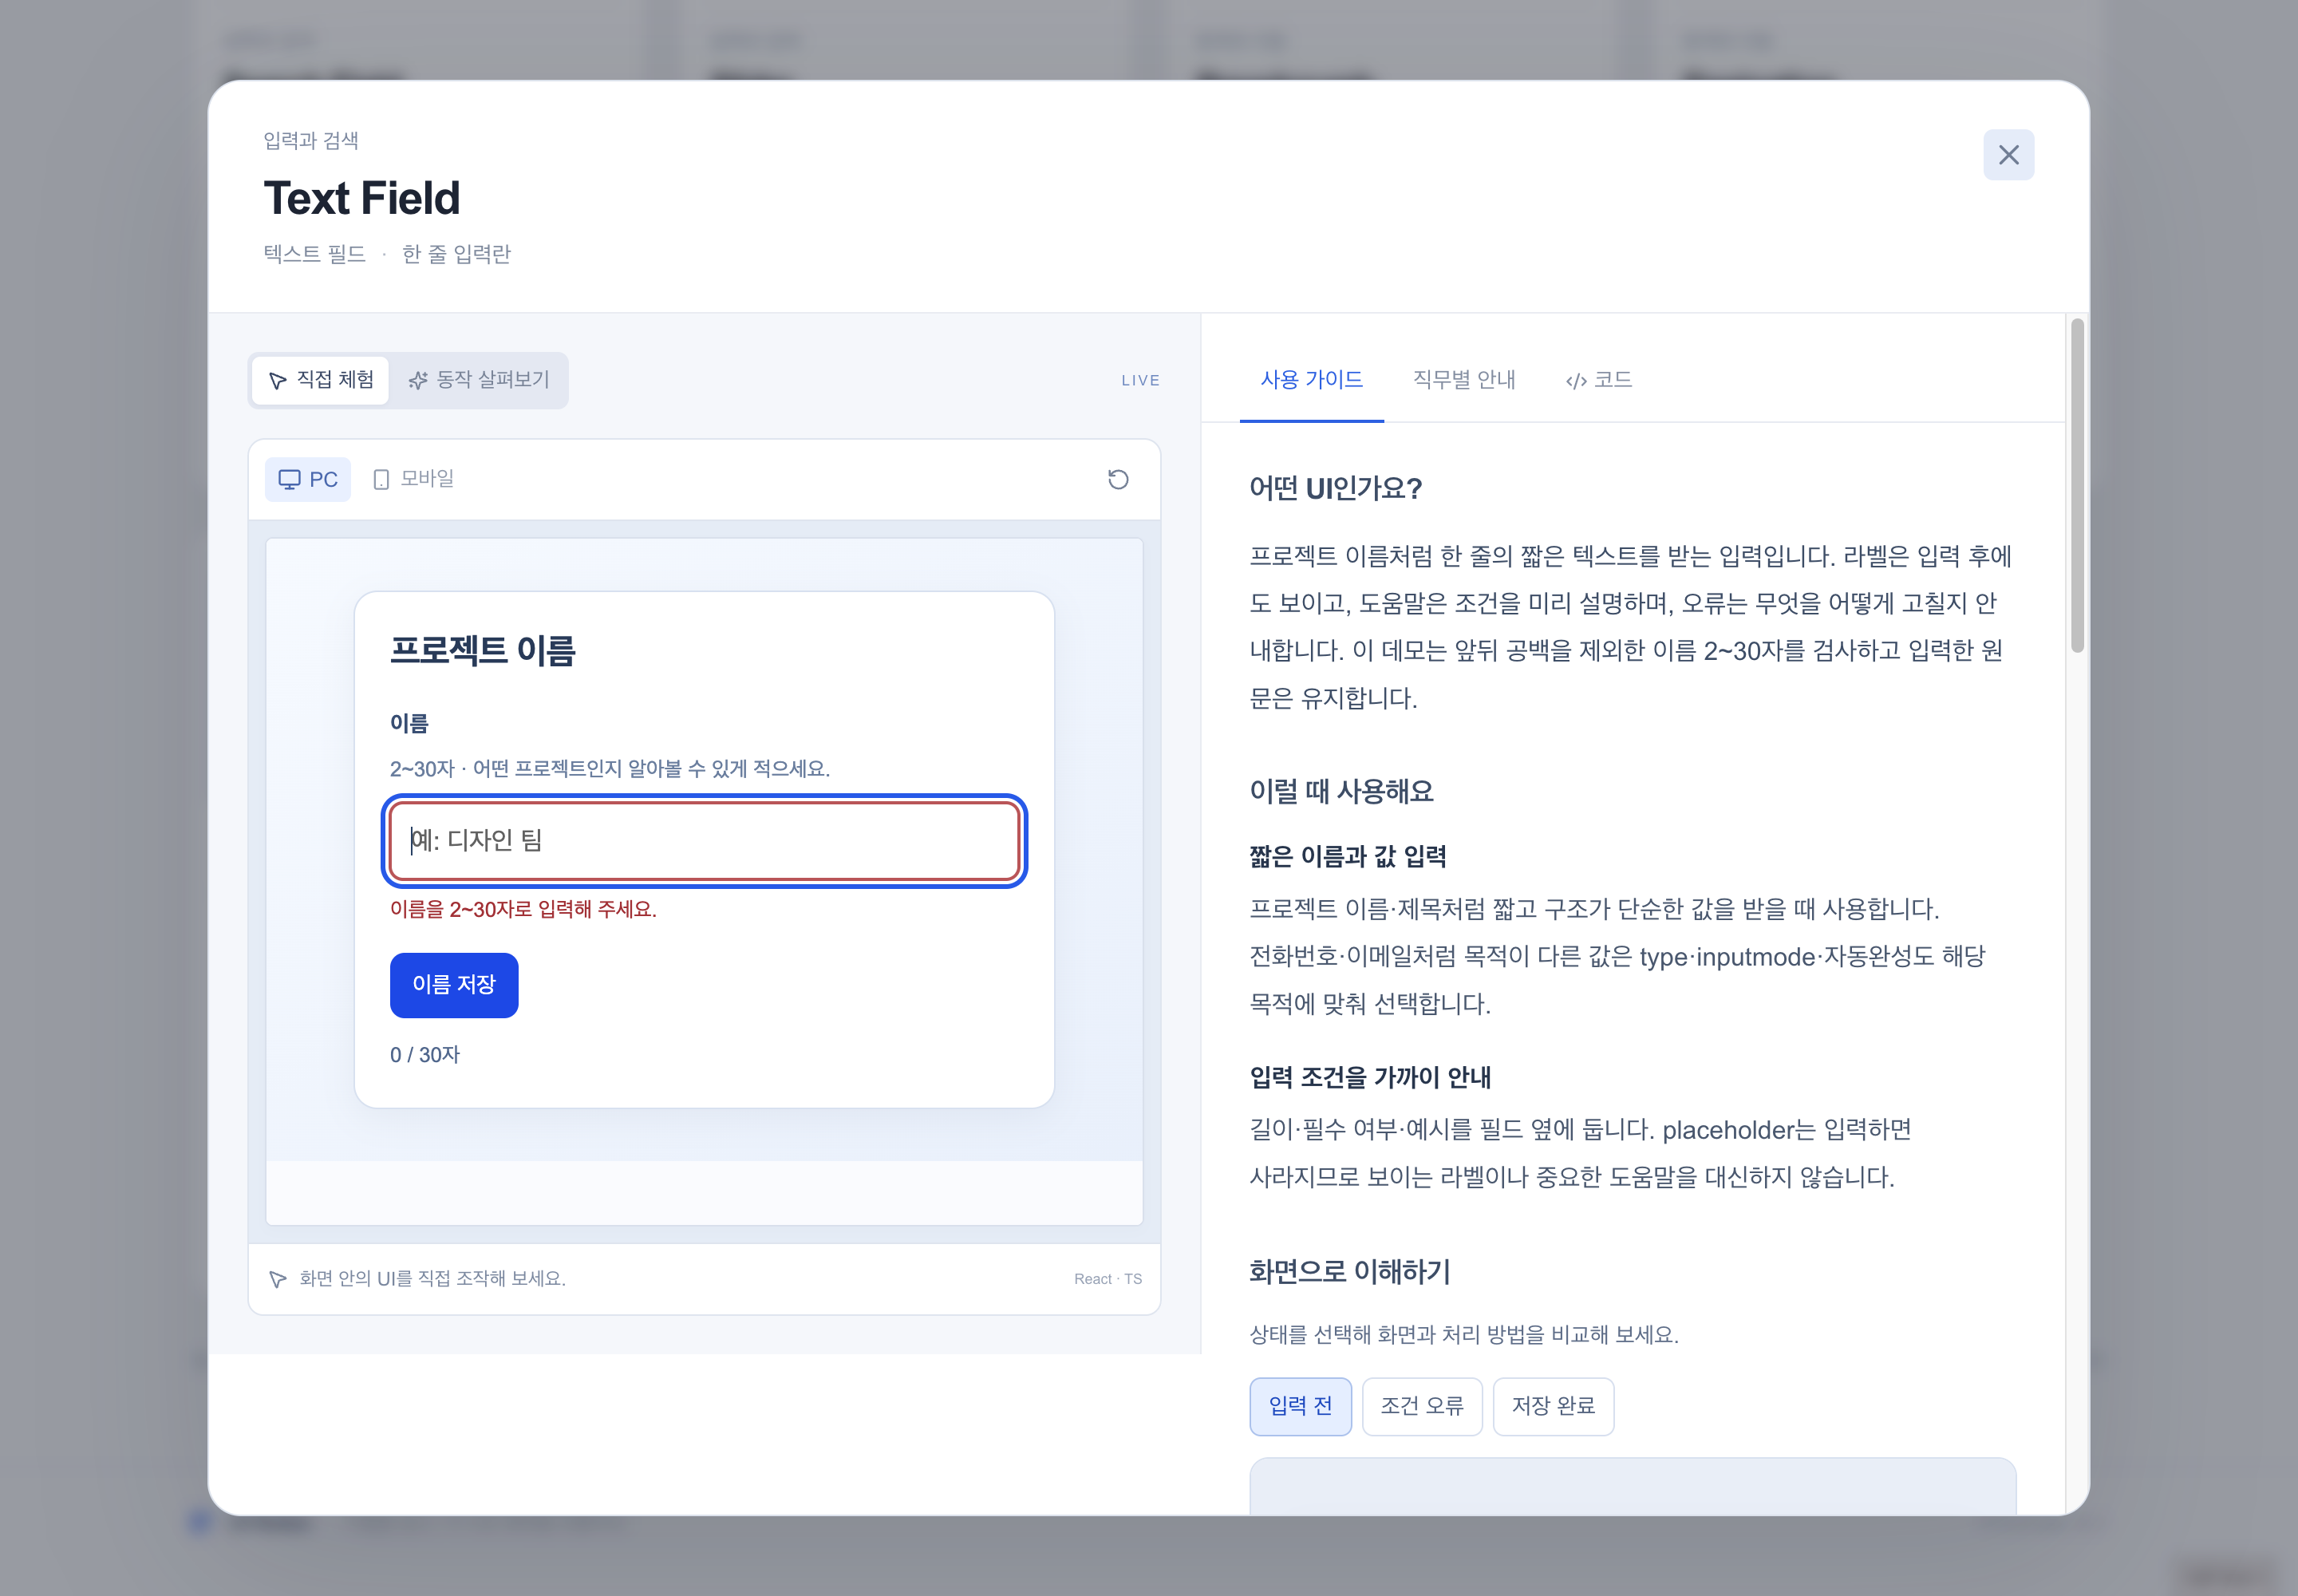 입력과 검색
Text Field
텍스트 필드 · 한 줄 입력란
직접 체험
동작 살펴보기
LIVE
PC
모바일
프로젝트 이름
이름
2~30자 · 어떤 프로젝트인지 알아볼 수 있게 적으세요.
예: 디자인 팀
이름을 2~30자로 입력해 주세요.
이름 저장
0 / 30자
화면 안의 UI를 직접 조작해 보세요.
React · TS
사용 가이드
직무별 안내
</> 코드
어떤 UI인가요?
프로젝트 이름처럼 한 줄의 짧은 텍스트를 받는 입력입니다. 라벨은 입력 후에
도 보이고, 도움말은 조건을 미리 설명하며, 오류는 무엇을 어떻게 고칠지 안
내합니다. 이 데모는 앞뒤 공백을 제외한 이름 2~30자를 검사하고 입력한 원
문은 유지합니다.
이럴 때 사용해요
짧은 이름과 값 입력
프로젝트 이름·제목처럼 짧고 구조가 단순한 값을 받을 때 사용합니다.
전화번호·이메일처럼 목적이 다른 값은 type·inputmode·자동완성도 해당
목적에 맞춰 선택합니다.
입력 조건을 가까이 안내
길이·필수 여부·예시를 필드 옆에 둡니다. placeholder는 입력하면
사라지므로 보이는 라벨이나 중요한 도움말을 대신하지 않습니다.
화면으로 이해하기
상태를 선택해 화면과 처리 방법을 비교해 보세요.
입력 전
조건 오류
저장 완료